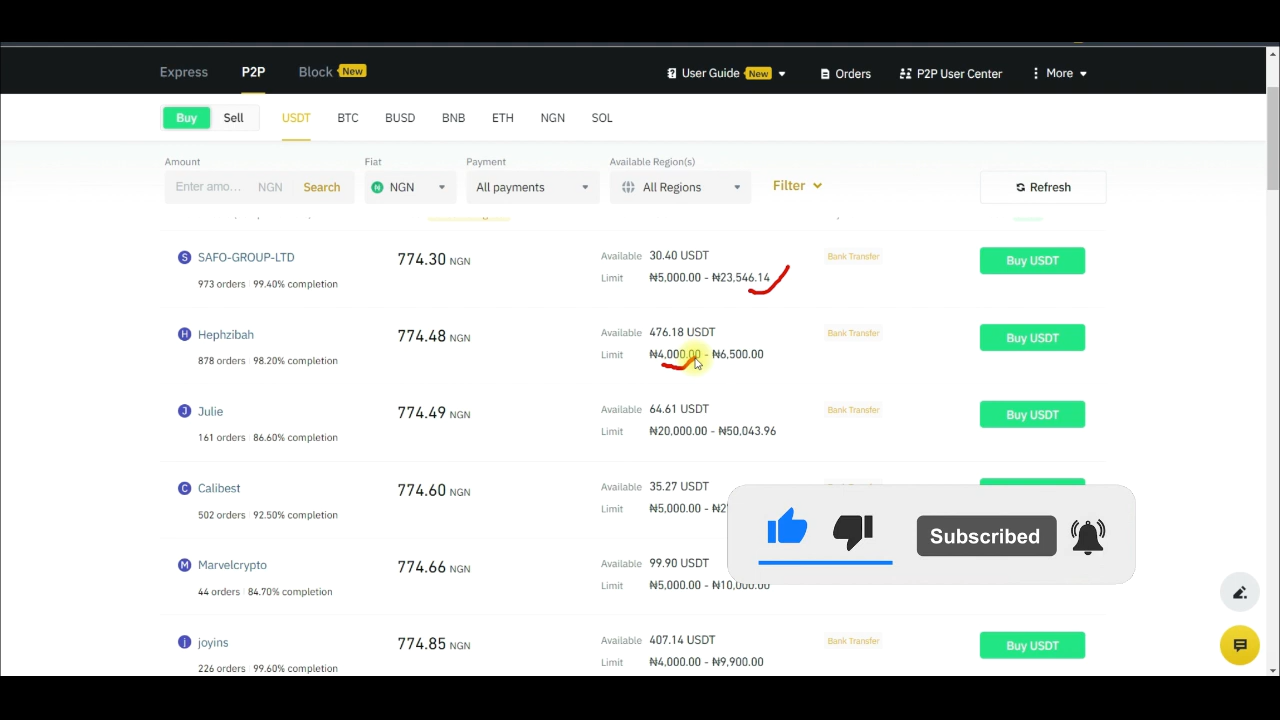 Express P2P Block New User Guide New Orders P2P User Center More
Buy Sell USDT BTC BUSD BNB ETH NGN SOL
Amount Fiat Payment Available Region(s)
Enter amo... NGN Search NGN All payments All Regions Filter Refresh
S SAFO-GROUP-LTD 774.30 NGN Available 30.40 USDT Bank Transfer Buy USDT
973 orders 99.40% completion Limit ₦5,000.00 - ₦23,546.14
H Hephzibah 774.48 NGN Available 476.18 USDT Bank Transfer Buy USDT
878 orders 98.20% completion Limit ₦4,000.00 - ₦6,500.00
J Julie 774.49 NGN Available 64.61 USDT Bank Transfer Buy USDT
161 orders 86.60% completion Limit ₦20,000.00 - ₦50,043.96
C Calibest 774.60 NGN Available 35.27 USDT
502 orders 92.50% completion Limit ₦5,000.00 - ₦2
Subscribed
M Marvelcrypto 774.66 NGN Available 99.90 USDT
44 orders 84.70% completion Limit ₦5,000.00 - ₦10,000.00
j joyins 774.85 NGN Available 407.14 USDT Bank Transfer Buy USDT
226 orders 99.60% completion Limit ₦4,000.00 - ₦9,900.00